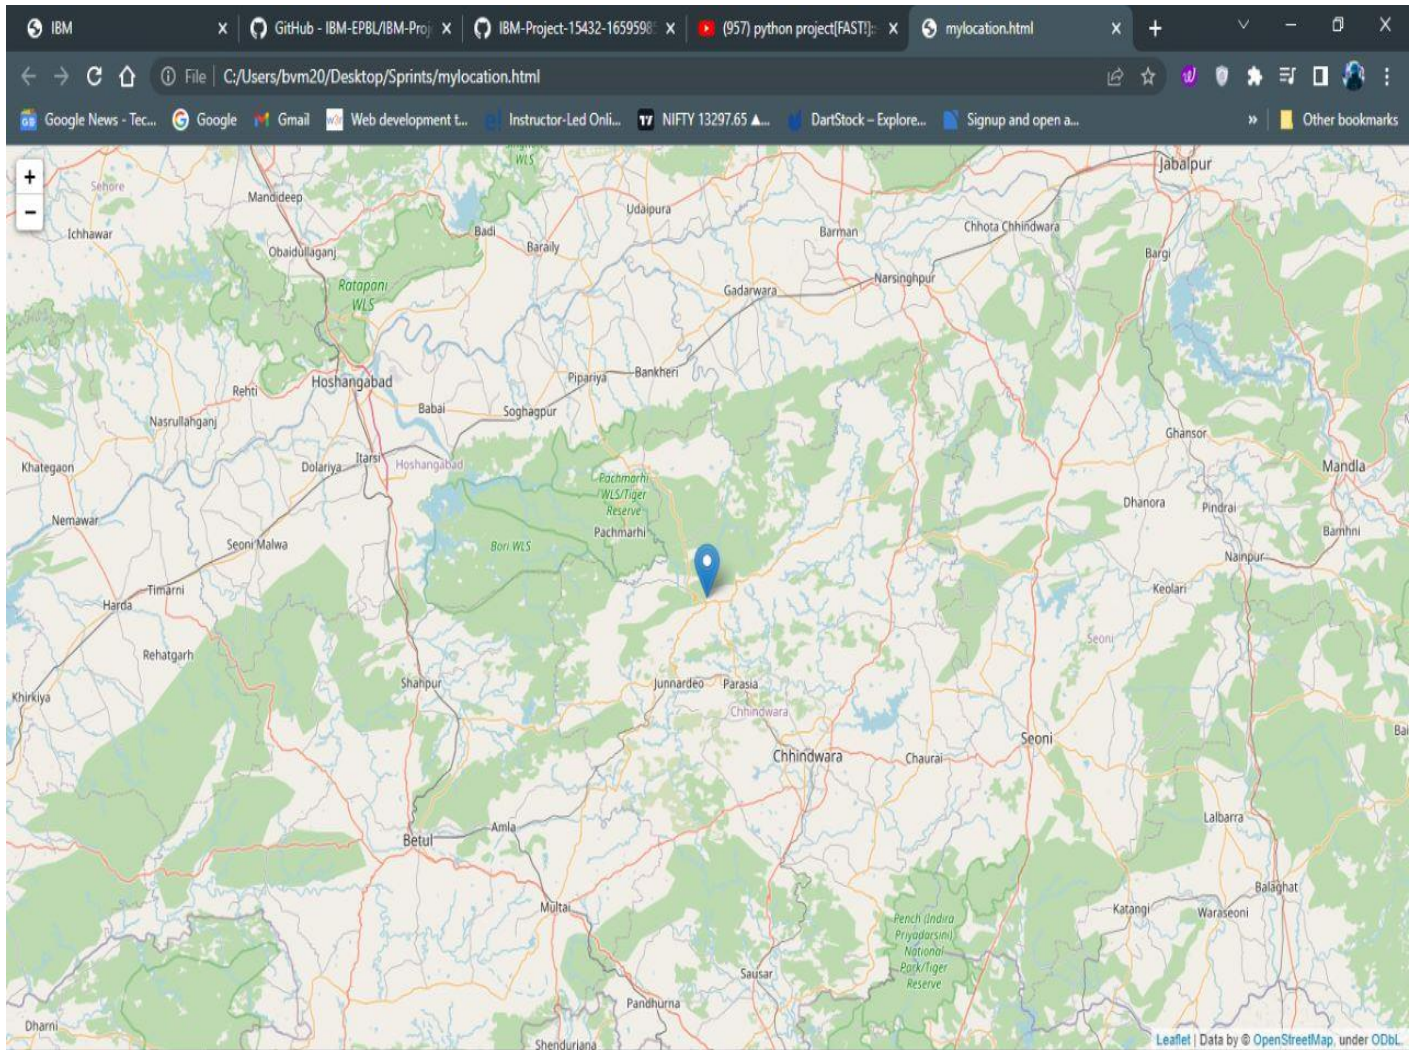 IBM
GitHub - IBM-EPBL/IBM-Proj
IBM-Project-15432-1659598
(957) python project[FAST!]::
mylocation.html
File
C:/Users/bvm20/Desktop/Sprints/mylocation.html
Google News - Tec...
Google
Gmail
Web development t...
Instructor-Led Onli...
NIFTY 13297.65 ▲...
DartStock – Explore...
Signup and open a...
»
Other bookmarks
+
−
WLS
Jabalpur
Sehore
Mandideep
Udaipura
Ichhawar
Badi
Barman
Chhota Chhindwara
Obaidullaganj
Baraily
Bargi
Ratapani
WLS
Gadarwara
Narsinghpur
Hoshangabad
Pipariya
Bankheri
Rehti
Babai
Soghagpur
Nasrullahganj
Ghansor
Khategaon
Dolariya
Itarsi
Hoshangabad
Mandla
Pachmarhi
WLS/Tiger
Reserve
Dhanora
Pindrai
Nemawar
Pachmarhi
Bamhni
Seoni Malwa
Bori WLS
Nainpur
Timarni
Harda
Keolari
Seoni
Rehatgarh
Shahpur
Junnardeo
Parasia
Khirkiya
Chhindwara
Bai
Seoni
Chhindwara
Chaurai
Lalbarra
Amla
Betul
Balaghat
Multai
Katangi
Waraseoni
Pench (Indira
Priyadarsini)
National
Park/Tiger
Reserve
Sausar
Pandhurna
Dharni
Shenduriana
Leaflet | Data by © OpenStreetMap, under ODbL.